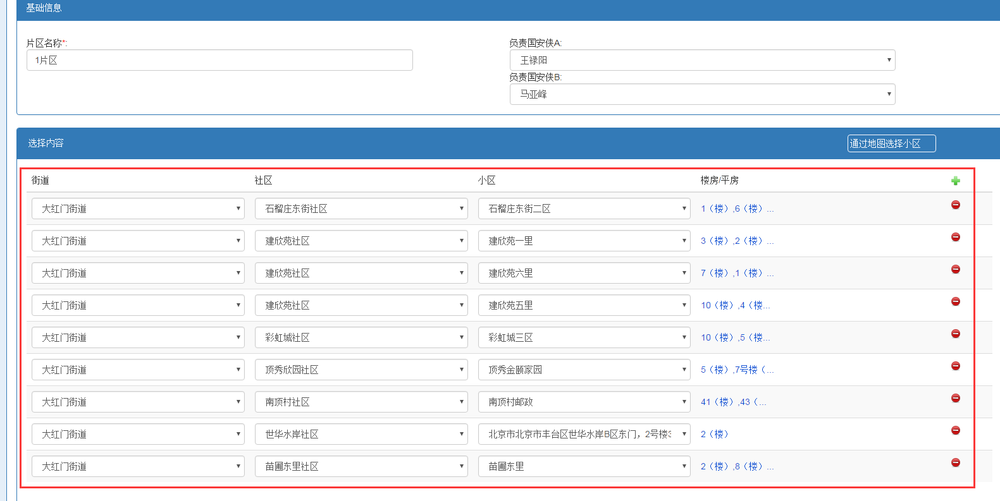 基础信息
片区名称*:
1片区
负责国安侠A:
王禄阳
负责国安侠B:
马亚峰
选择内容
通过地图选择小区
街道 社区 小区 楼房/平房
大红门街道 石榴庄东街社区 石榴庄东街二区 1（楼）,6（楼）...
大红门街道 建欣苑社区 建欣苑一里 3（楼）,2（楼）...
大红门街道 建欣苑社区 建欣苑六里 7（楼）,1（楼）...
大红门街道 建欣苑社区 建欣苑五里 10（楼）,4（楼...
大红门街道 彩虹城社区 彩虹城三区 10（楼）,5（楼...
大红门街道 顶秀欣园社区 顶秀金颐家园 5（楼）,7号楼（...
大红门街道 南顶村社区 南顶村邮政 41（楼）,43（...
大红门街道 世华水岸社区 北京市北京市丰台区世华水岸B区东门，2号楼3 2（楼）
大红门街道 苗圃东里社区 苗圃东里 2（楼）,8（楼）...